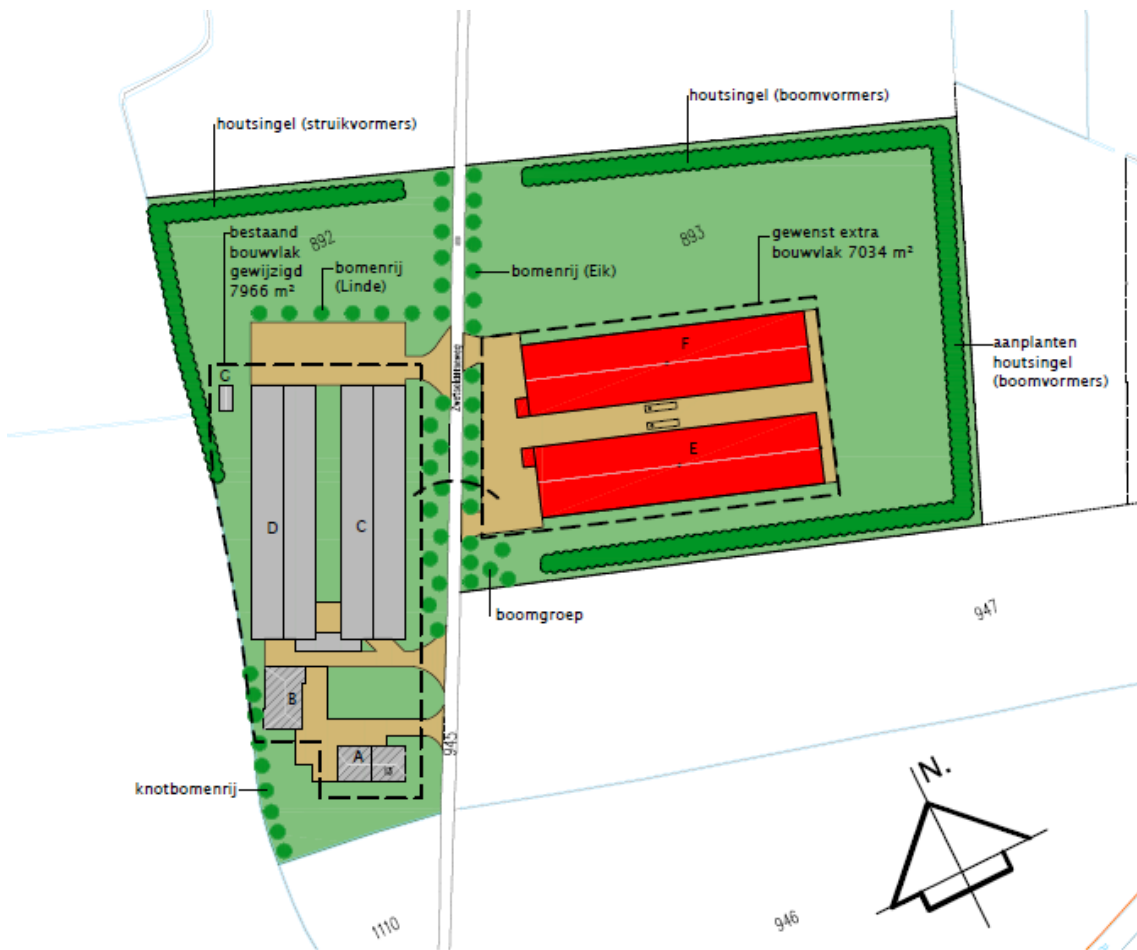 houtsingel (boomvormers)
houtsingel (struikvormers)
bestaand
bouwvlak
gewijzigd
7966 m²
892
893
gewenst extra
bouwvlak 7034 m²
bomenrij
(Linde)
bomenrij (Eik)
F
aanplanten
houtsingel
(boomvormers)
G
E
D
C
boomgroep
947
B
945
A
knotbomenrij
N.
1110
946